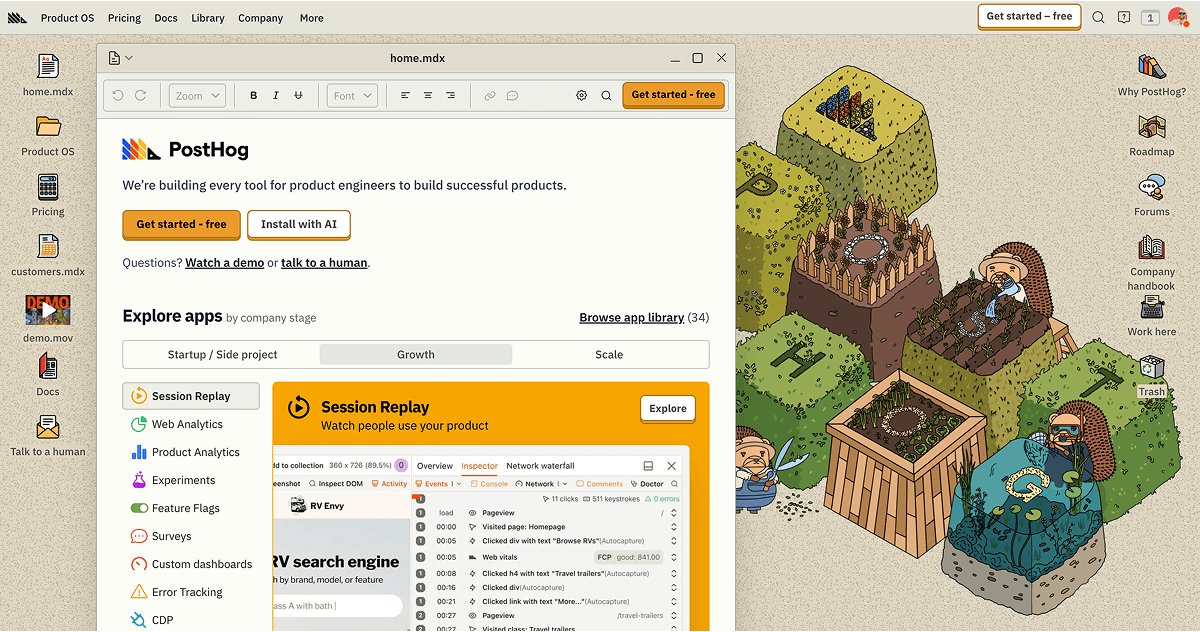 Product OS Pricing Docs Library Company More Get started – free 1
home.mdx
Product OS
Pricing
customers.mdx
DEMO
demo.mov
Docs
Talk to a human
home.mdx
Zoom B I U Font Get started - free
PostHog
We’re building every tool for product engineers to build successful products.
Get started - free Install with AI
Questions? Watch a demo or talk to a human.
Explore apps by company stage Browse app library (34)
Startup / Side project Growth Scale
Session Replay
Web Analytics
Product Analytics
Experiments
Feature Flags
Surveys
Custom dashboards
Error Tracking
CDP
Session Replay
Watch people use your product
Explore
dd to collection 360 x 726 (89.5%) 0 Overview Inspector Network waterfall
eenshot Inspect DOM Activity Events Console Network Comments Doctor
11 clicks 511 keystrokes 0 errors
RV Envy
RV search engine
h by brand, model, or feature
ass A with bath |
1
1 load Pageview /
1 00:00 Visited page: Homepage
1 00:05 Clicked div with text "Browse RVs"(Autocapture)
1 00:05 Web vitals FCP good: 841.00
1 00:08 Clicked h4 with text "Travel trailers"(Autocapture)
1 00:16 Clicked div(Autocapture)
1 00:21 Clicked link with text "More..."(Autocapture)
2 00:27 Pageview /travel-trailers
2 00:27 Visited class: Travel trailers
P
O
S
T
H
O
G
Why PostHog?
Roadmap
Forums
Company
handbook
Work here
Trash